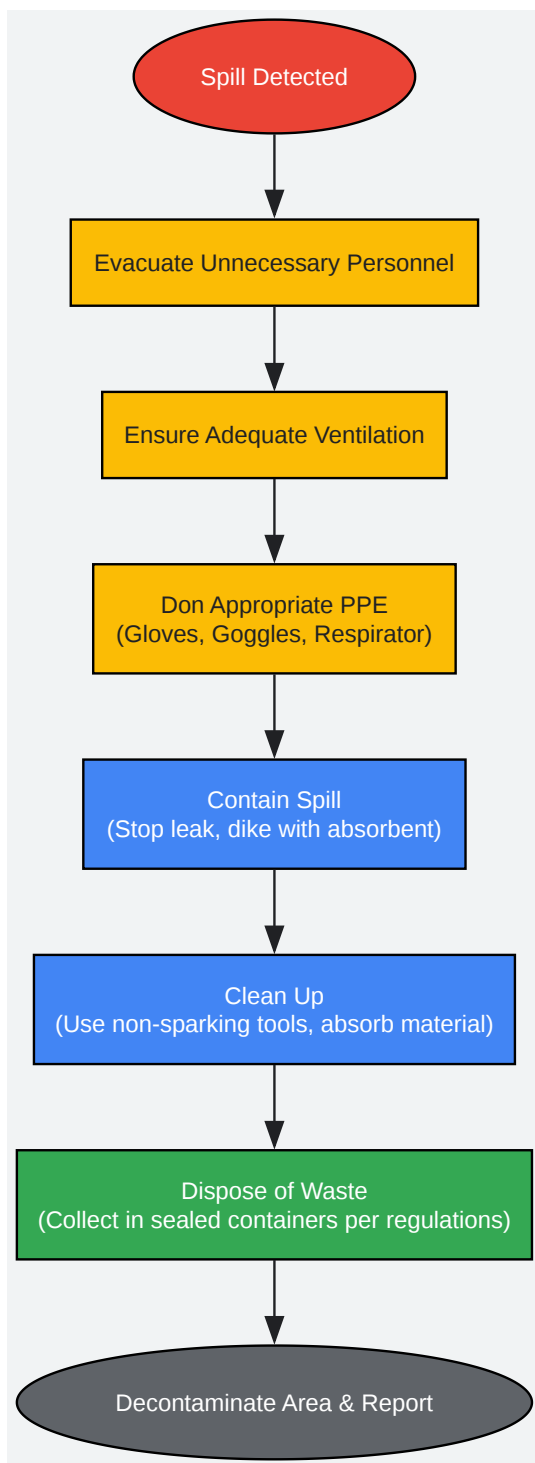 Spill Detected
Evacuate Unnecessary Personnel
Ensure Adequate Ventilation
Don Appropriate PPE
(Gloves, Goggles, Respirator)
Contain Spill
(Stop leak, dike with absorbent)
Clean Up
(Use non-sparking tools, absorb material)
Dispose of Waste
(Collect in sealed containers per regulations)
Decontaminate Area & Report